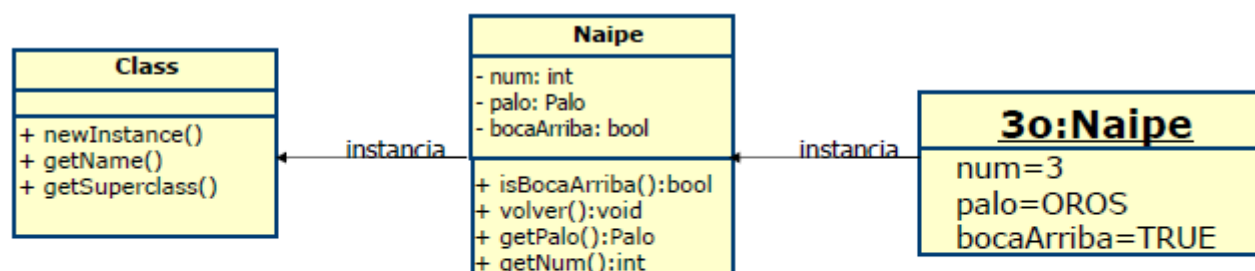 Class
+ newInstance()
+ getName()
+ getSuperclass()
instancia
Naipe
- num: int
- palo: Palo
- bocaArriba: bool
+ isBocaArriba():bool
+ volver():void
+ getPalo():Palo
+ getNum():int
instancia
3o:Naipe
num=3
palo=OROS
bocaArriba=TRUE